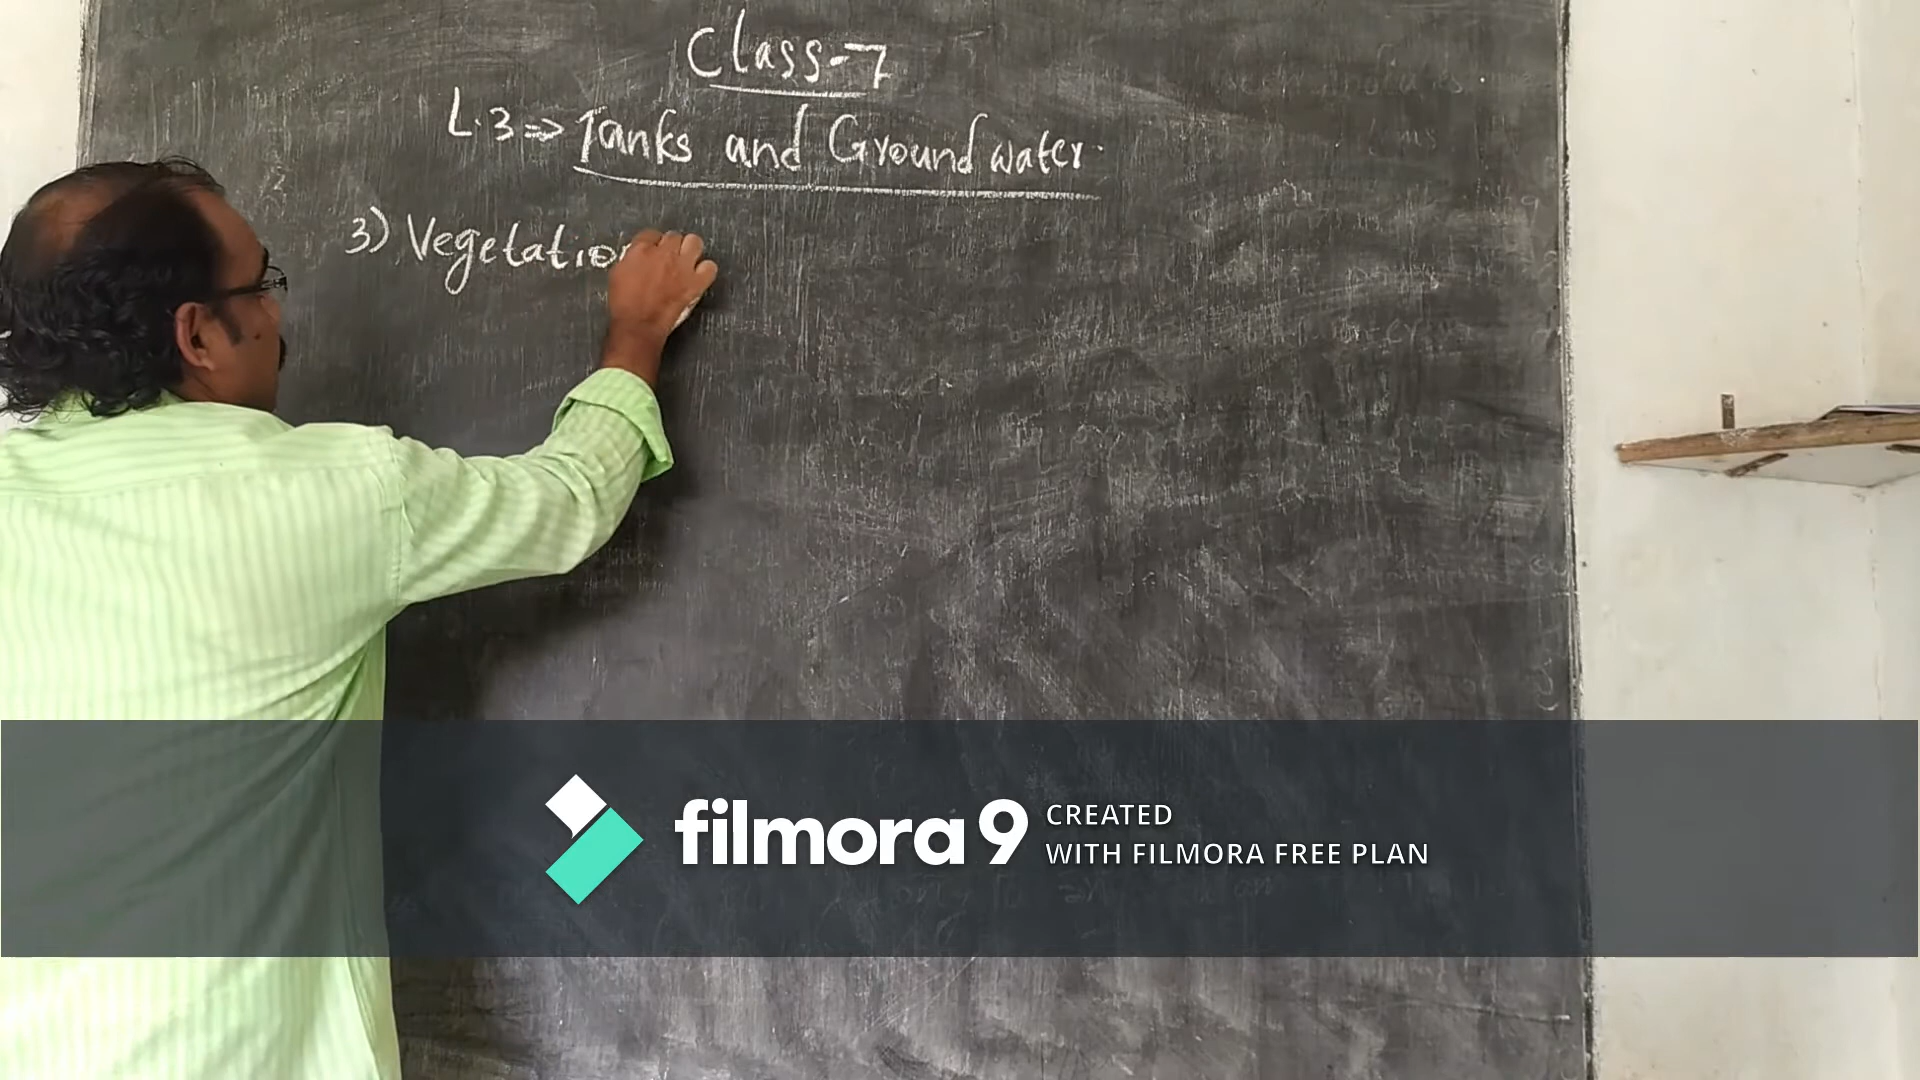 Class-7
L.3 => Tanks and Ground water.
3) Vegetation
filmora 9
CREATED
WITH FILMORA FREE PLAN